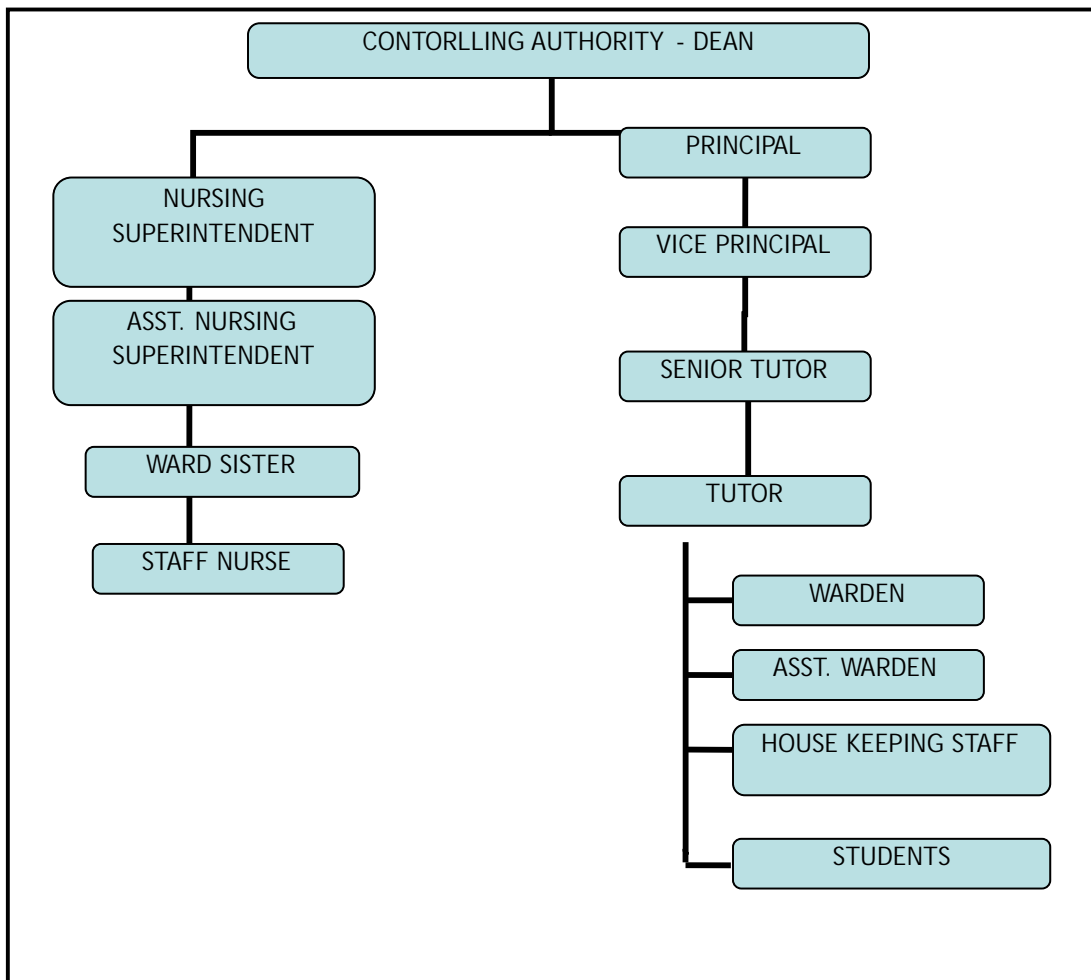 CONTORLLING AUTHORITY - DEAN
PRINCIPAL
NURSING
SUPERINTENDENT
VICE PRINCIPAL
ASST. NURSING
SUPERINTENDENT
SENIOR TUTOR
WARD SISTER
TUTOR
STAFF NURSE
WARDEN
ASST. WARDEN
HOUSE KEEPING STAFF
STUDENTS